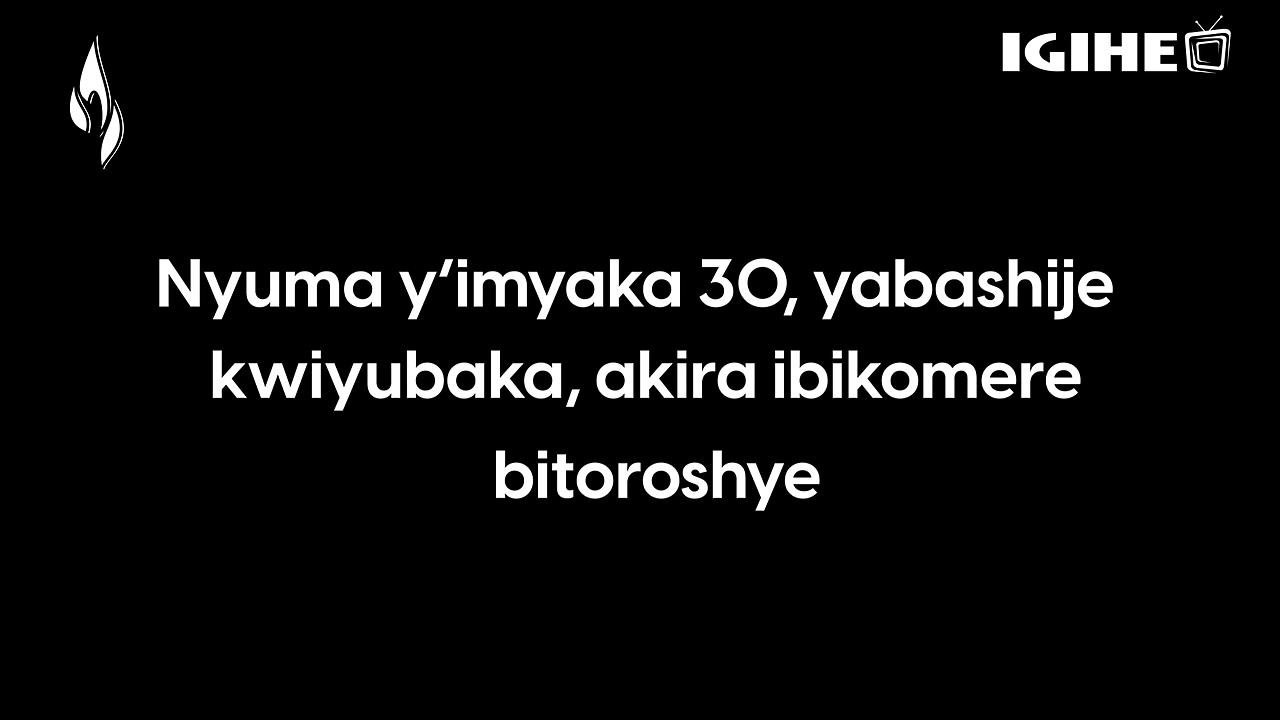 IGIHE
Nyuma y'imyaka 30, yabashije
kwiyubaka, akira ibikomere
bitoroshye